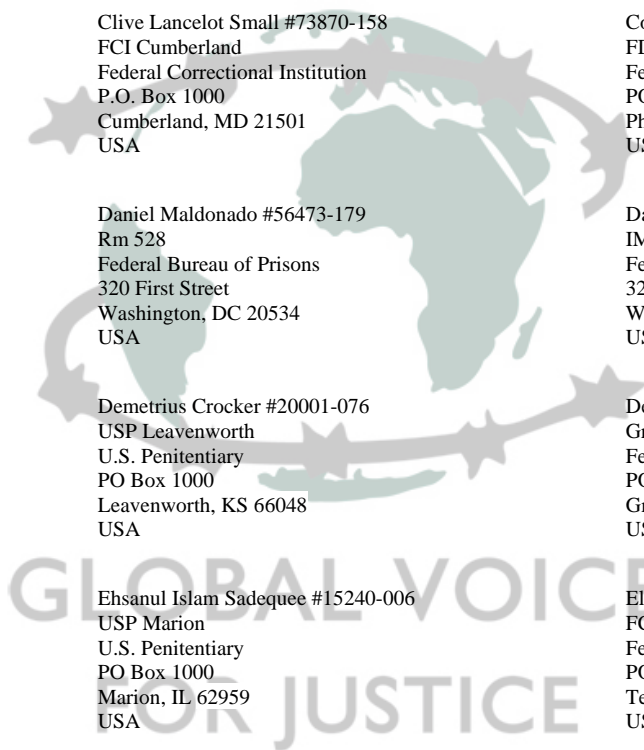 Clive Lancelot Small #73870-158
FCI Cumberland
Federal Correctional Institution
P.O. Box 1000
Cumberland, MD 21501
USA
Daniel Maldonado #56473-179
Rm 528
Federal Bureau of Prisons
320 First Street
Washington, DC 20534
USA
Demetrius Crocker #20001-076
USP Leavenworth
U.S. Penitentiary
PO Box 1000
Leavenworth, KS 66048
USA
Ehsanul Islam Sadequee #15240-006
USP Marion
U.S. Penitentiary
PO Box 1000
Marion, IL 62959
USA
GLOBAL VOICE
FOR JUSTICE